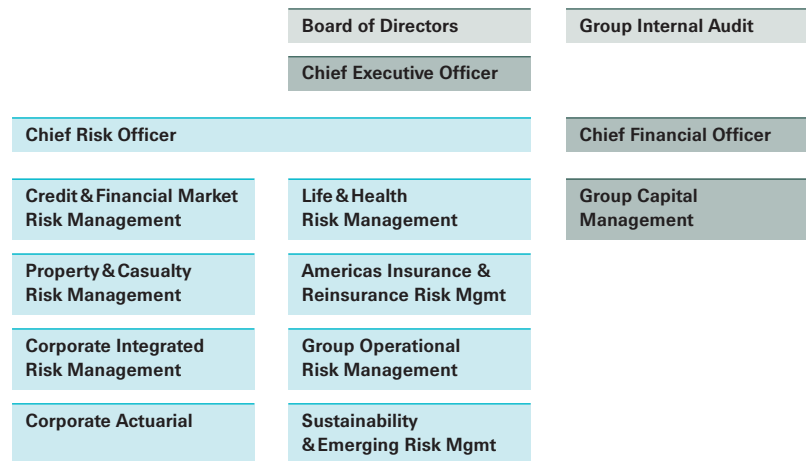 Board of Directors
Group Internal Audit
Chief Executive Officer
Chief Risk Officer
Chief Financial Officer
Credit & Financial Market
Risk Management
Life & Health
Risk Management
Group Capital
Management
Property & Casualty
Risk Management
Americas Insurance &
Reinsurance Risk Mgmt
Corporate Integrated
Risk Management
Group Operational
Risk Management
Corporate Actuarial
Sustainability
& Emerging Risk Mgmt